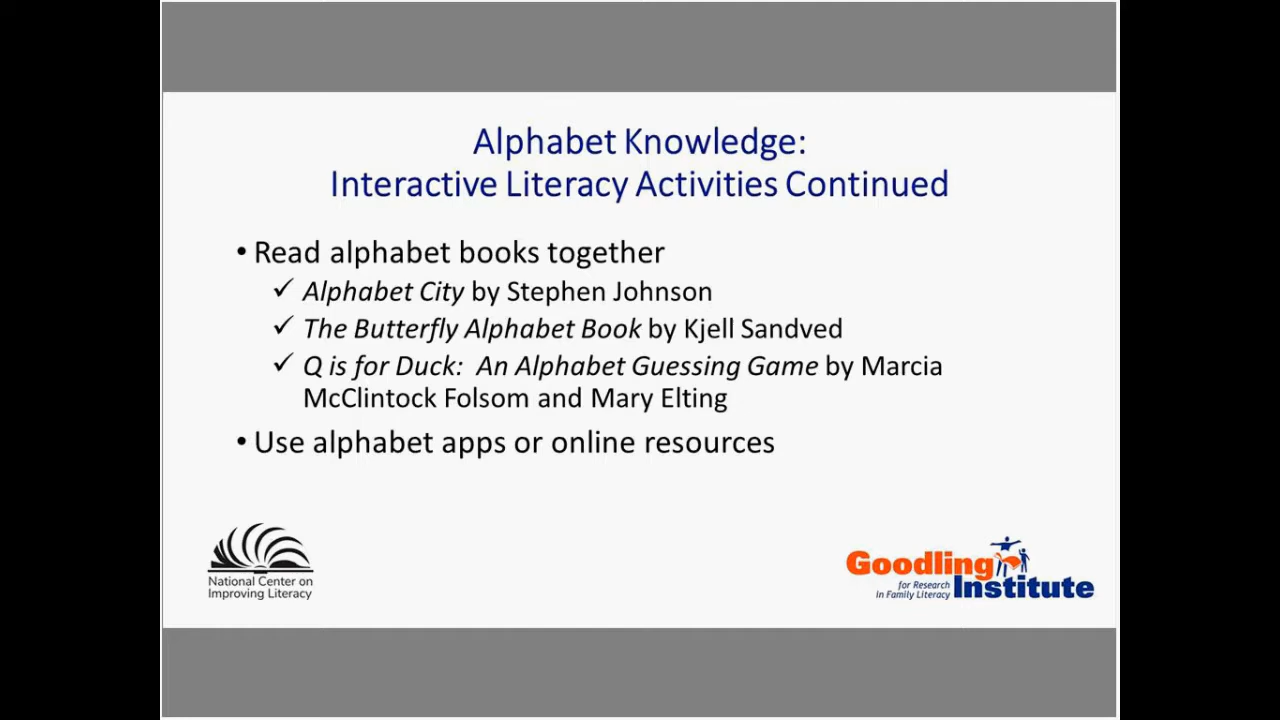 Alphabet Knowledge:
Interactive Literacy Activities Continued
• Read alphabet books together
✓ Alphabet City by Stephen Johnson
✓ The Butterfly Alphabet Book by Kjell Sandved
✓ Q is for Duck:  An Alphabet Guessing Game by Marcia
McClintock Folsom and Mary Elting
• Use alphabet apps or online resources
National Center on
Improving Literacy
Goodling
for Research
in Family Literacy
Institute